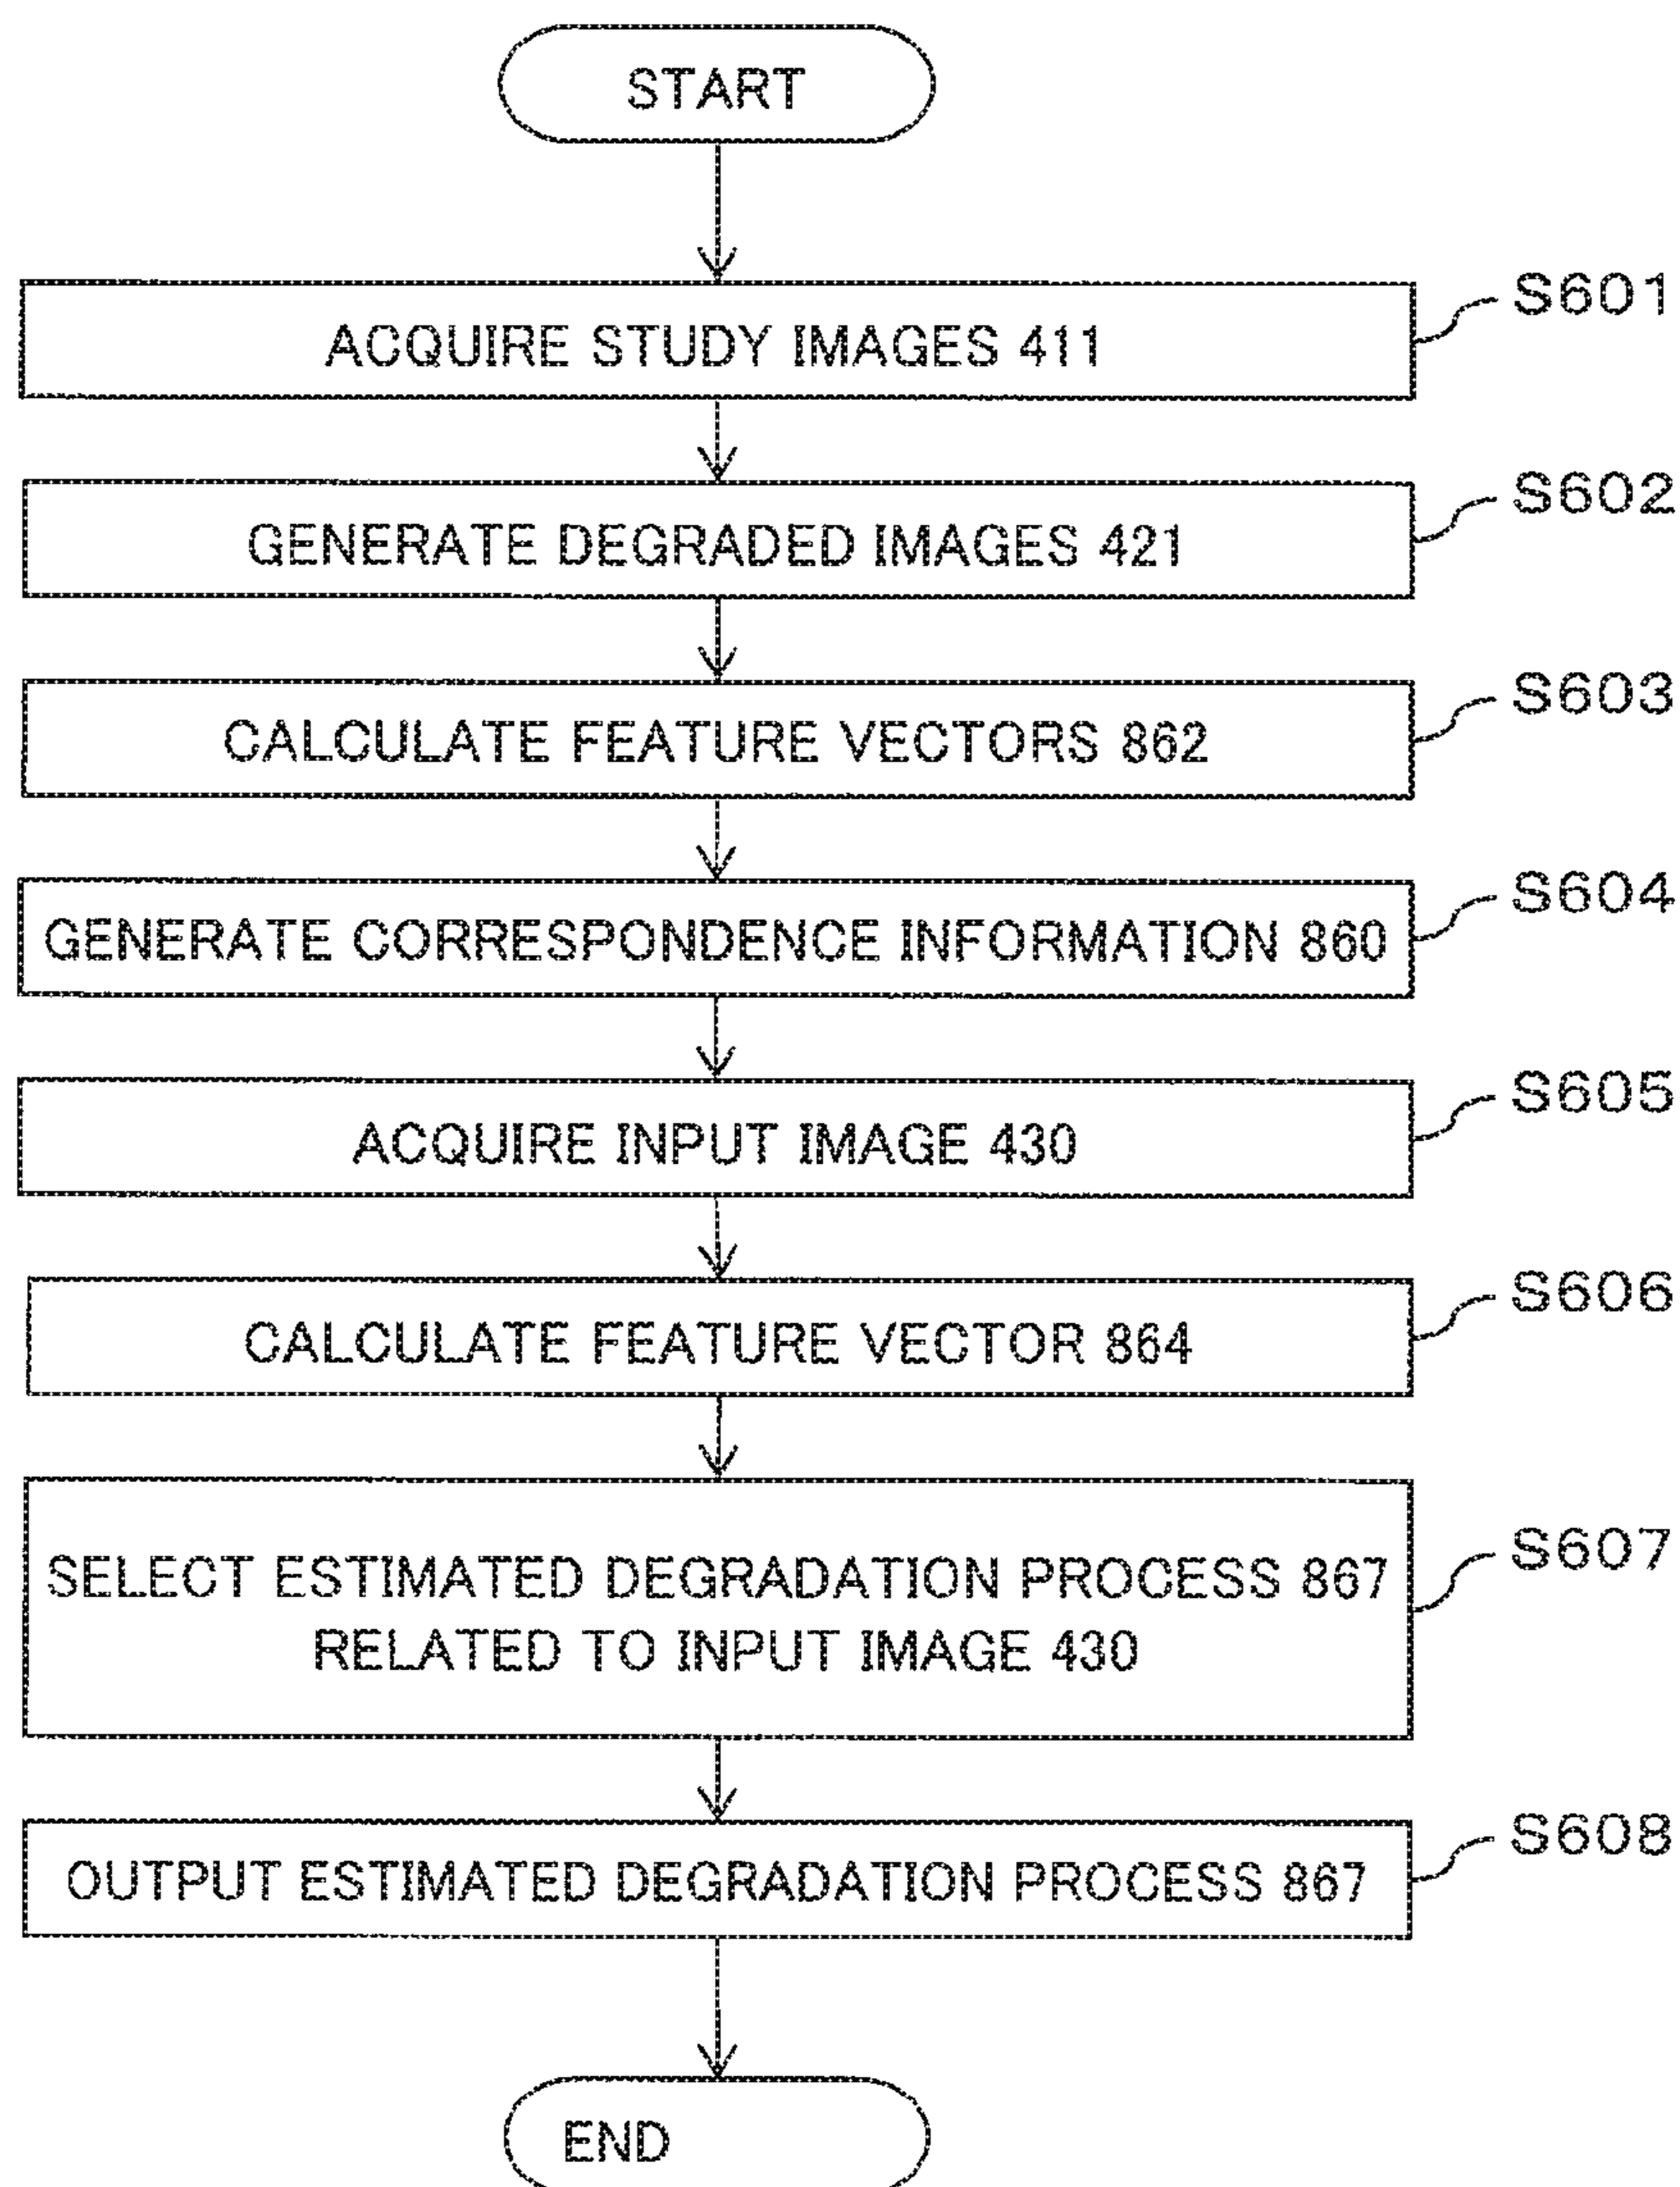 START
ACQUIRE STUDY IMAGES 411
S601
GENERATE DEGRADED IMAGES 421
S602
CALCULATE FEATURE VECTORS 862
S603
GENERATE CORRESPONDENCE INFORMATION 860
S604
ACQUIRE INPUT IMAGE 430
S605
CALCULATE FEATURE VECTOR 864
S606
SELECT ESTIMATED DEGRADATION PROCESS 867
RELATED TO INPUT IMAGE 430
S607
OUTPUT ESTIMATED DEGRADATION PROCESS 867
S608
END